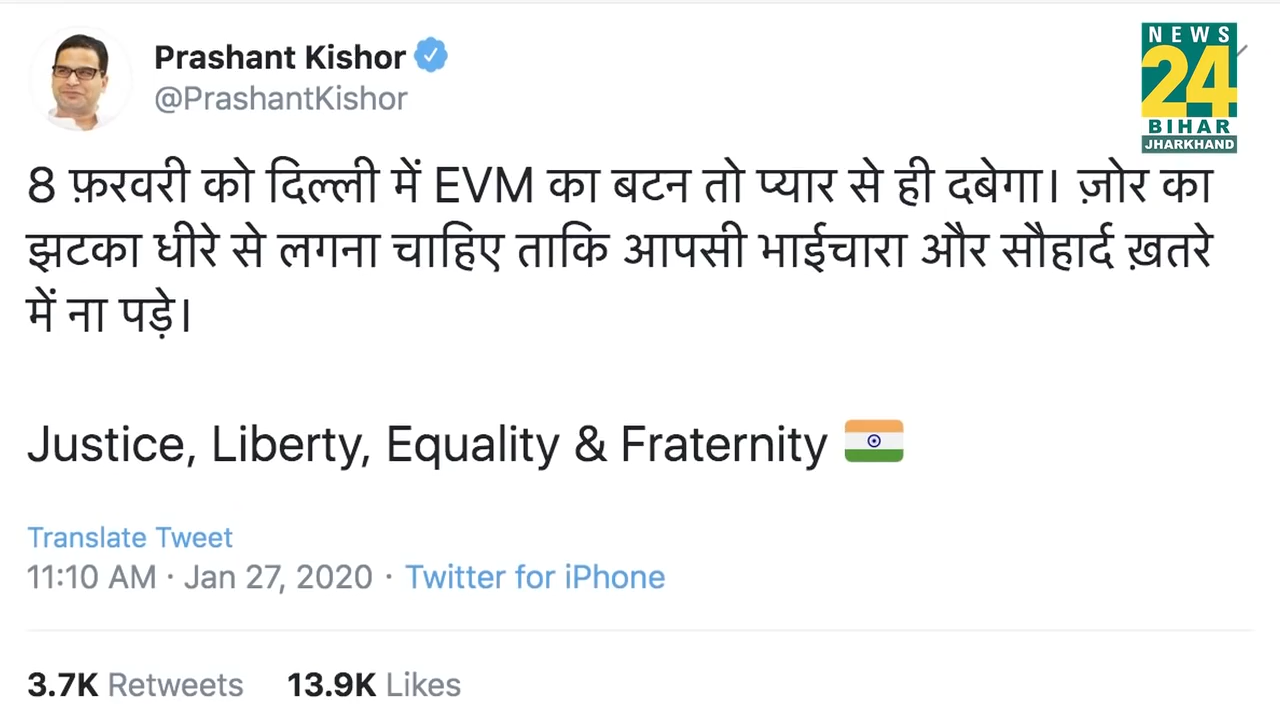 Prashant Kishor
@PrashantKishor
NEWS
24
BIHAR
JHARKHAND
8 फ़रवरी को दिल्ली में EVM का बटन तो प्यार से ही दबेगा। ज़ोर का
झटका धीरे से लगना चाहिए ताकि आपसी भाईचारा और सौहार्द ख़तरे
में ना पड़े।
Justice, Liberty, Equality & Fraternity 🇮🇳
Translate Tweet
11:10 AM · Jan 27, 2020 · Twitter for iPhone
3.7K Retweets 13.9K Likes